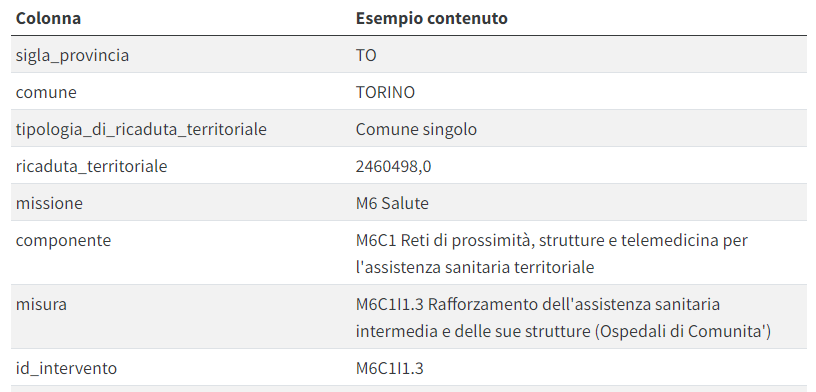 Colonna Esempio contenuto
sigla_provincia TO
comune TORINO
tipologia_di_ricaduta_territoriale Comune singolo
ricaduta_territoriale 2460498,0
missione M6 Salute
componente M6C1 Reti di prossimità, strutture e telemedicina per
l'assistenza sanitaria territoriale
misura M6C1I1.3 Rafforzamento dell'assistenza sanitaria
intermedia e delle sue strutture (Ospedali di Comunita')
id_intervento M6C1I1.3